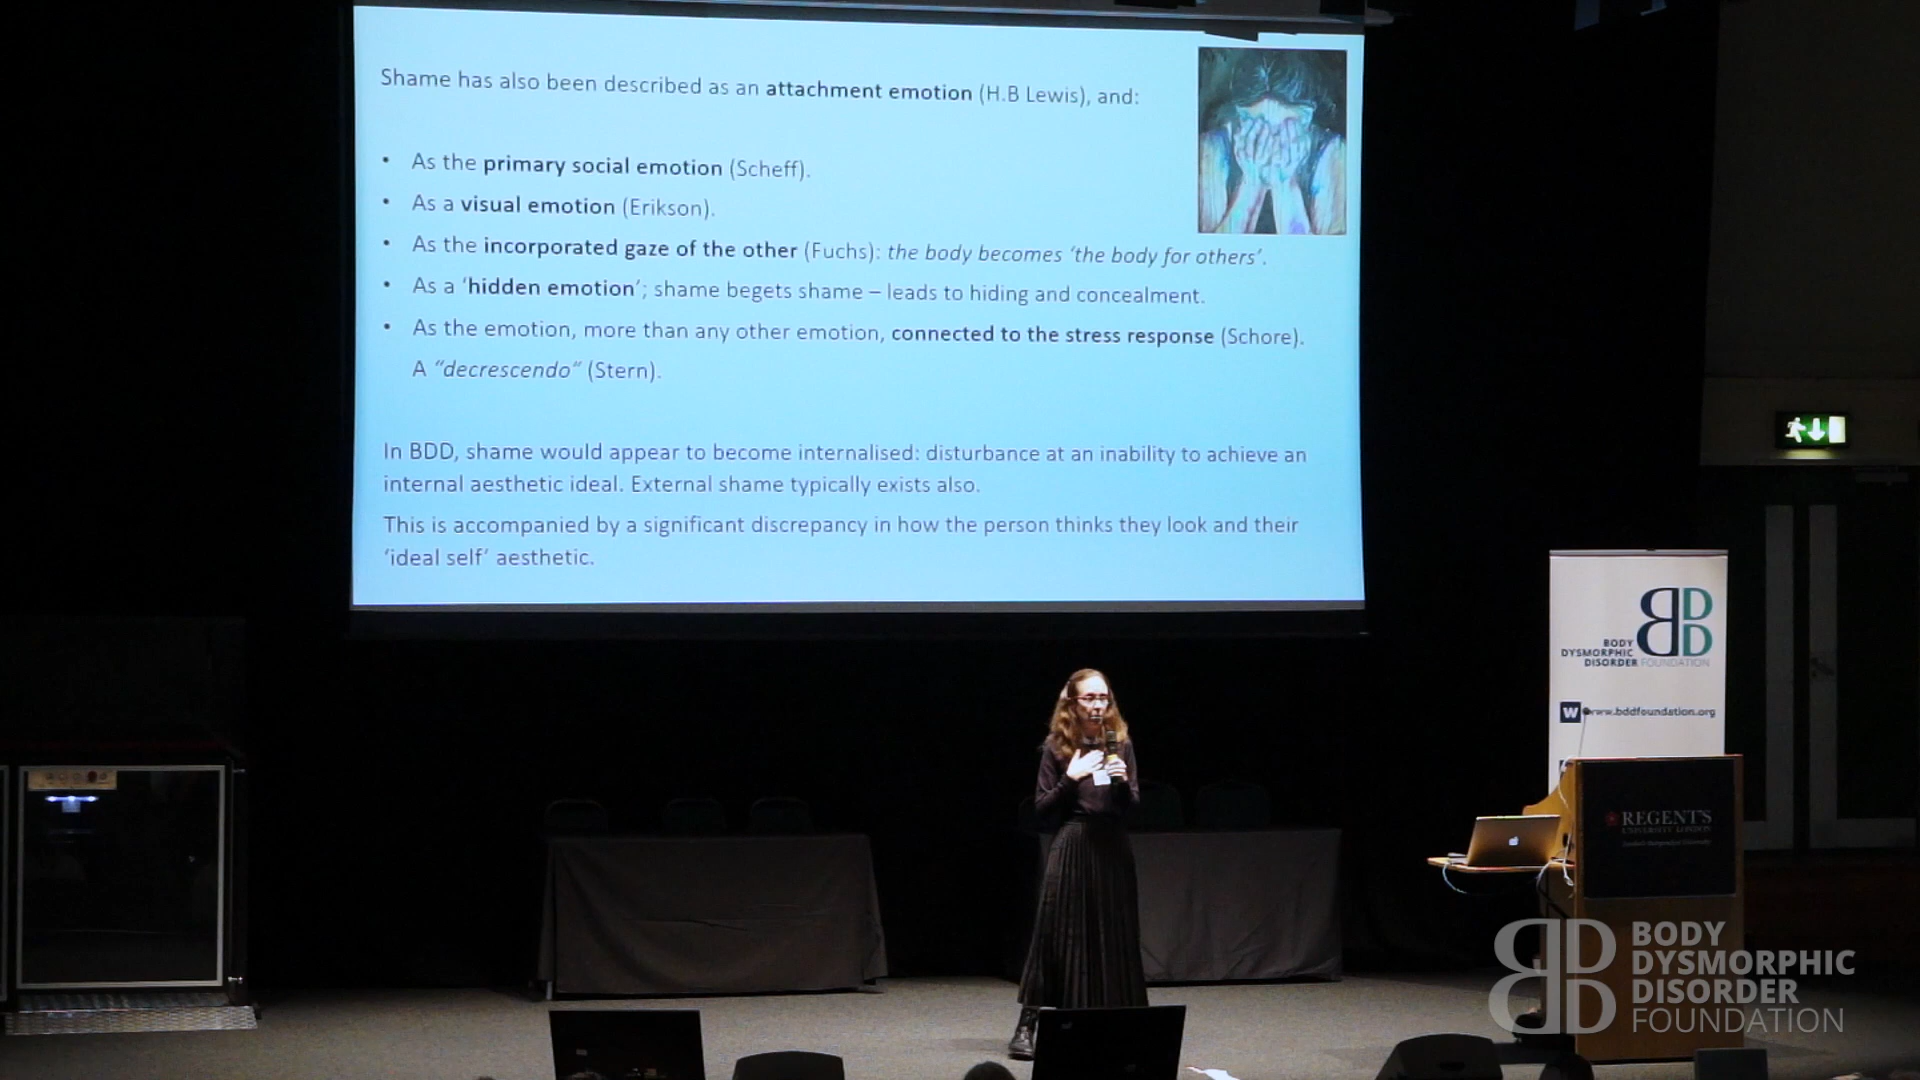 Shame has also been described as an attachment emotion (H.B Lewis), and:
• As the primary social emotion (Scheff).
• As a visual emotion (Erikson).
• As the incorporated gaze of the other (Fuchs): the body becomes ‘the body for others’.
• As a ‘hidden emotion’; shame begets shame – leads to hiding and concealment.
• As the emotion, more than any other emotion, connected to the stress response (Schore).
A “decrescendo” (Stern).
In BDD, shame would appear to become internalised: disturbance at an inability to achieve an
internal aesthetic ideal. External shame typically exists also.
This is accompanied by a significant discrepancy in how the person thinks they look and their
‘ideal self’ aesthetic.
BDD
BODY
DYSMORPHIC
DISORDER FOUNDATION
W www.bddfoundation.org
REGENT'S
UNIVERSITY LONDON
BDD
BODY
DYSMORPHIC
DISORDER
FOUNDATION